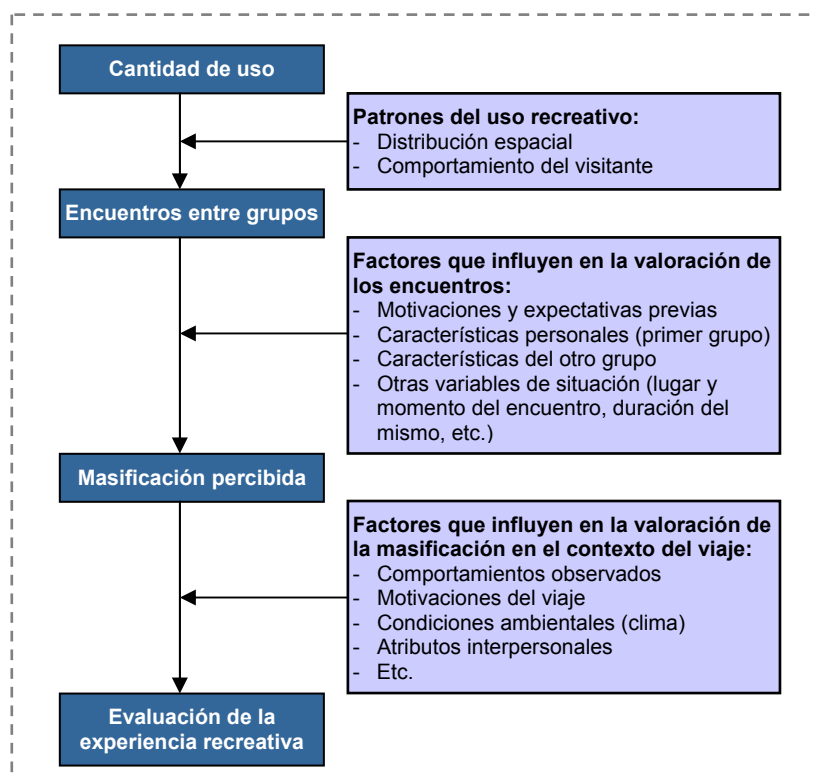 Cantidad de uso
Patrones del uso recreativo:
- Distribución espacial
- Comportamiento del visitante
Encuentros entre grupos
Factores que influyen en la valoración de
los encuentros:
- Motivaciones y expectativas previas
- Características personales (primer grupo)
- Características del otro grupo
- Otras variables de situación (lugar y
momento del encuentro, duración del
mismo, etc.)
Masificación percibida
Factores que influyen en la valoración de
la masificación en el contexto del viaje:
- Comportamientos observados
- Motivaciones del viaje
- Condiciones ambientales (clima)
- Atributos interpersonales
- Etc.
Evaluación de la
experiencia recreativa